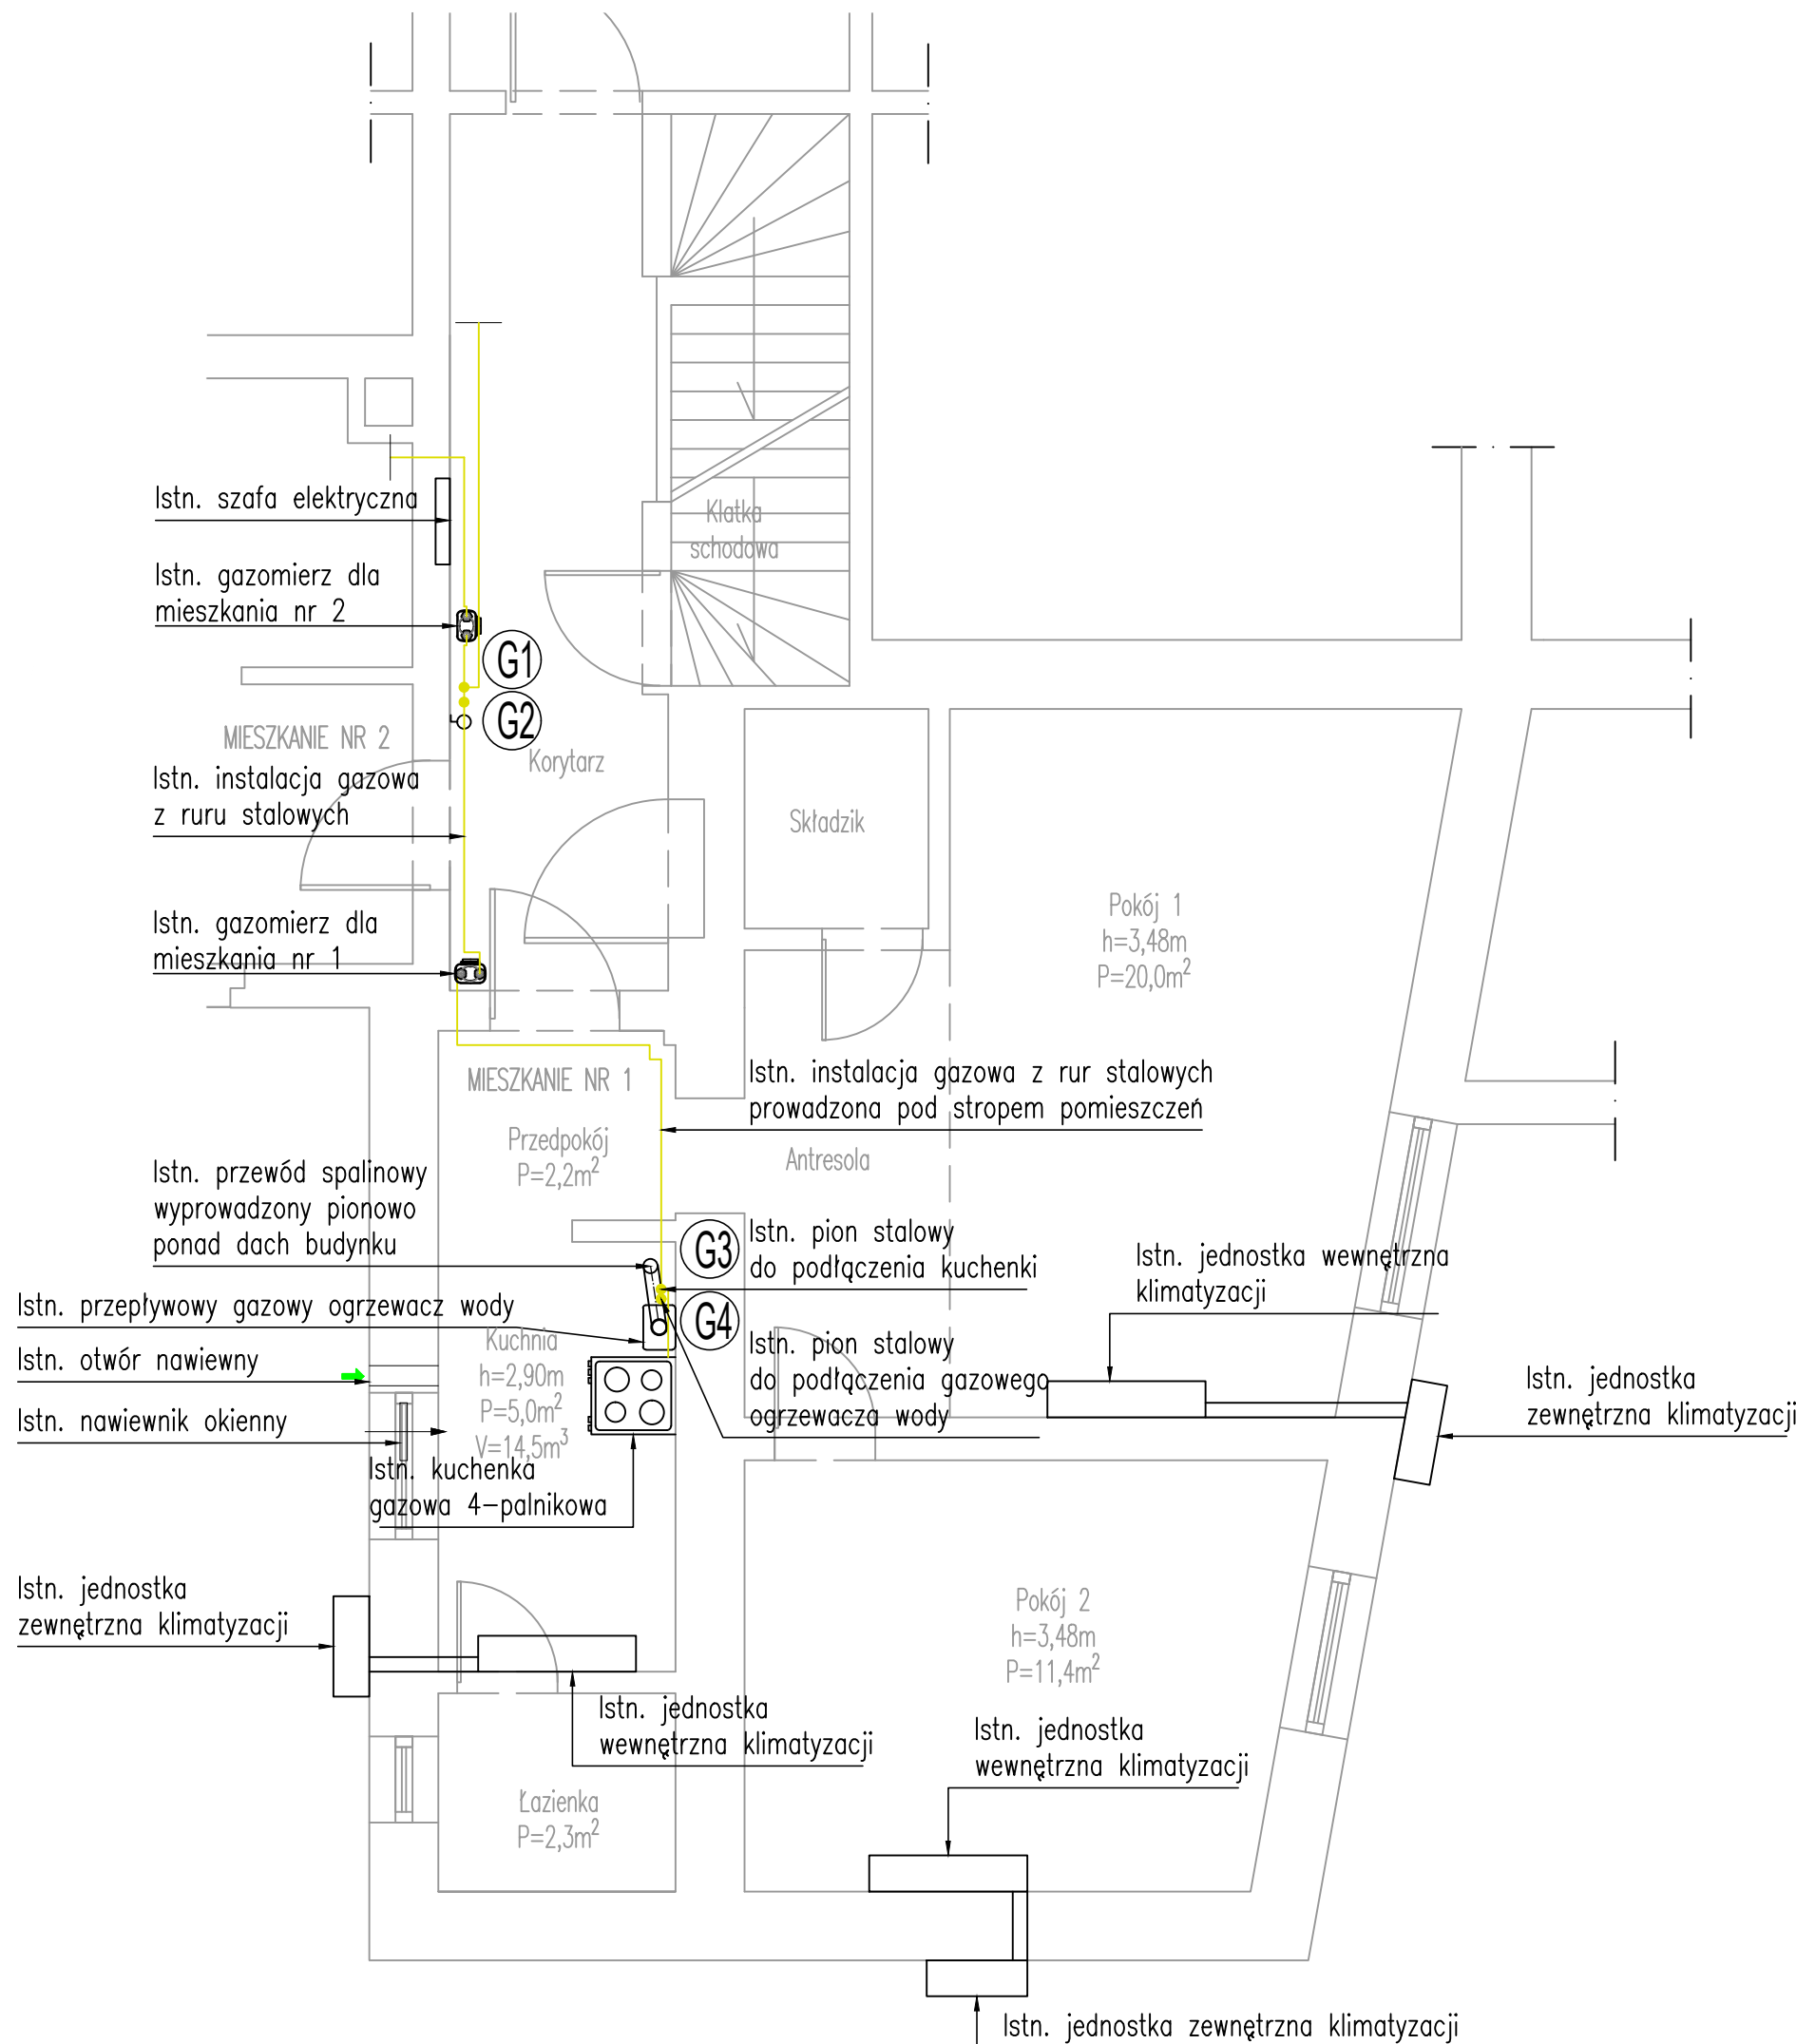 Klatka
schodowa
Istn. szafa elektryczna
Istn. gazomierz dla
mieszkania nr 2
G1
G2
MIESZKANIE NR 2
Korytarz
Istn. instalacja gazowa
z ruru stalowych
Składzik
Istn. gazomierz dla
mieszkania nr 1
Pokój 1
h=3,48m
P=20,0m²
MIESZKANIE NR 1
Istn. instalacja gazowa z rur stalowych
prowadzona pod stropem pomieszczeń
Przedpokój
P=2,2m²
Antresola
Istn. przewód spalinowy
wyprowadzony pionowo
ponad dach budynku
G3
Istn. pion stalowy
do podłączenia kuchenki
Istn. jednostka wewnętrzna
klimatyzacji
Istn. przepływowy gazowy ogrzewacz wody
G4
Istn. pion stalowy
do podłączenia gazowego
ogrzewacza wody
Kuchnia
h=2,90m
P=5,0m²
V=14,5m³
Istn. otwór nawiewny
Istn. nawiewnik okienny
Istn. jednostka
zewnętrzna klimatyzacji
Istn. kuchenka
gazowa 4-palnikowa
Istn. jednostka
zewnętrzna klimatyzacji
Pokój 2
h=3,48m
P=11,4m²
Istn. jednostka
wewnętrzna klimatyzacji
Istn. jednostka
wewnętrzna klimatyzacji
Łazienka
P=2,3m²
Istn. jednostka zewnętrzna klimatyzacji